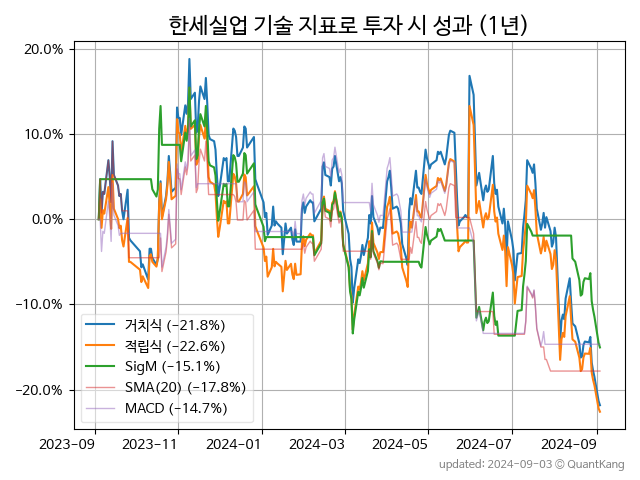 한세실업 기술 지표로 투자 시 성과 (1년)
20.0%
10.0%
0.0%
−10.0%
−20.0%
거치식 (−21.8%)
적립식 (−22.6%)
SigM (−15.1%)
SMA(20) (−17.8%)
MACD (−14.7%)
2023-09 2023-11 2024-01 2024-03 2024-05 2024-07 2024-09
updated: 2024-09-03 ⓒ QuantKang